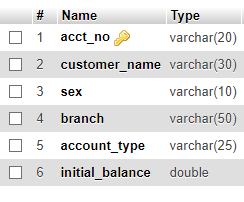 # Name Type
1 acct_no varchar(20)
2 customer_name varchar(30)
3 sex varchar(10)
4 branch varchar(50)
5 account_type varchar(25)
6 initial_balance double